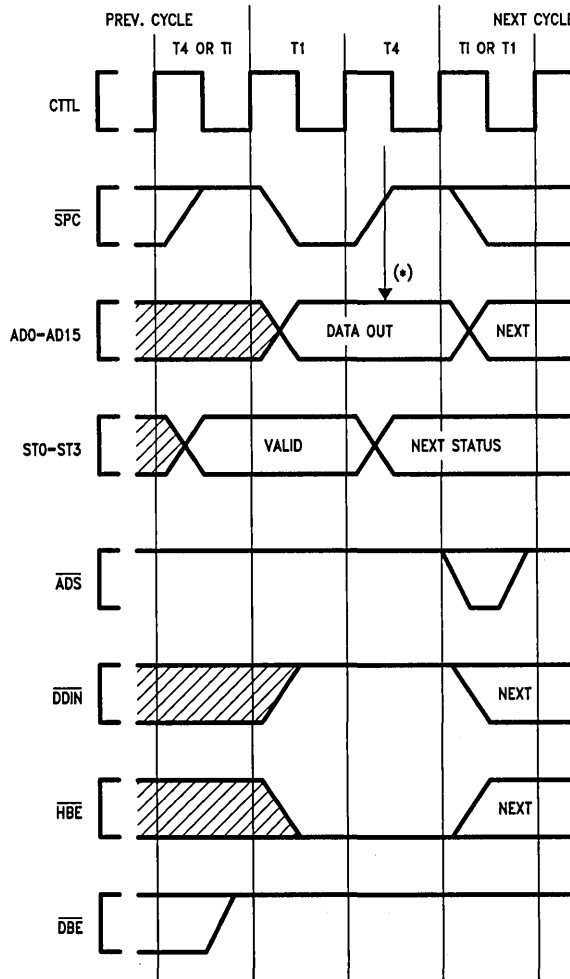 PREV. CYCLE NEXT CYCLE
T4 OR TI T1 T4 TI OR T1
CTTL
SPC
(*)
AD0-AD15 DATA OUT NEXT
ST0-ST3 VALID NEXT STATUS
ADS
DDIN NEXT
HBE NEXT
DBE